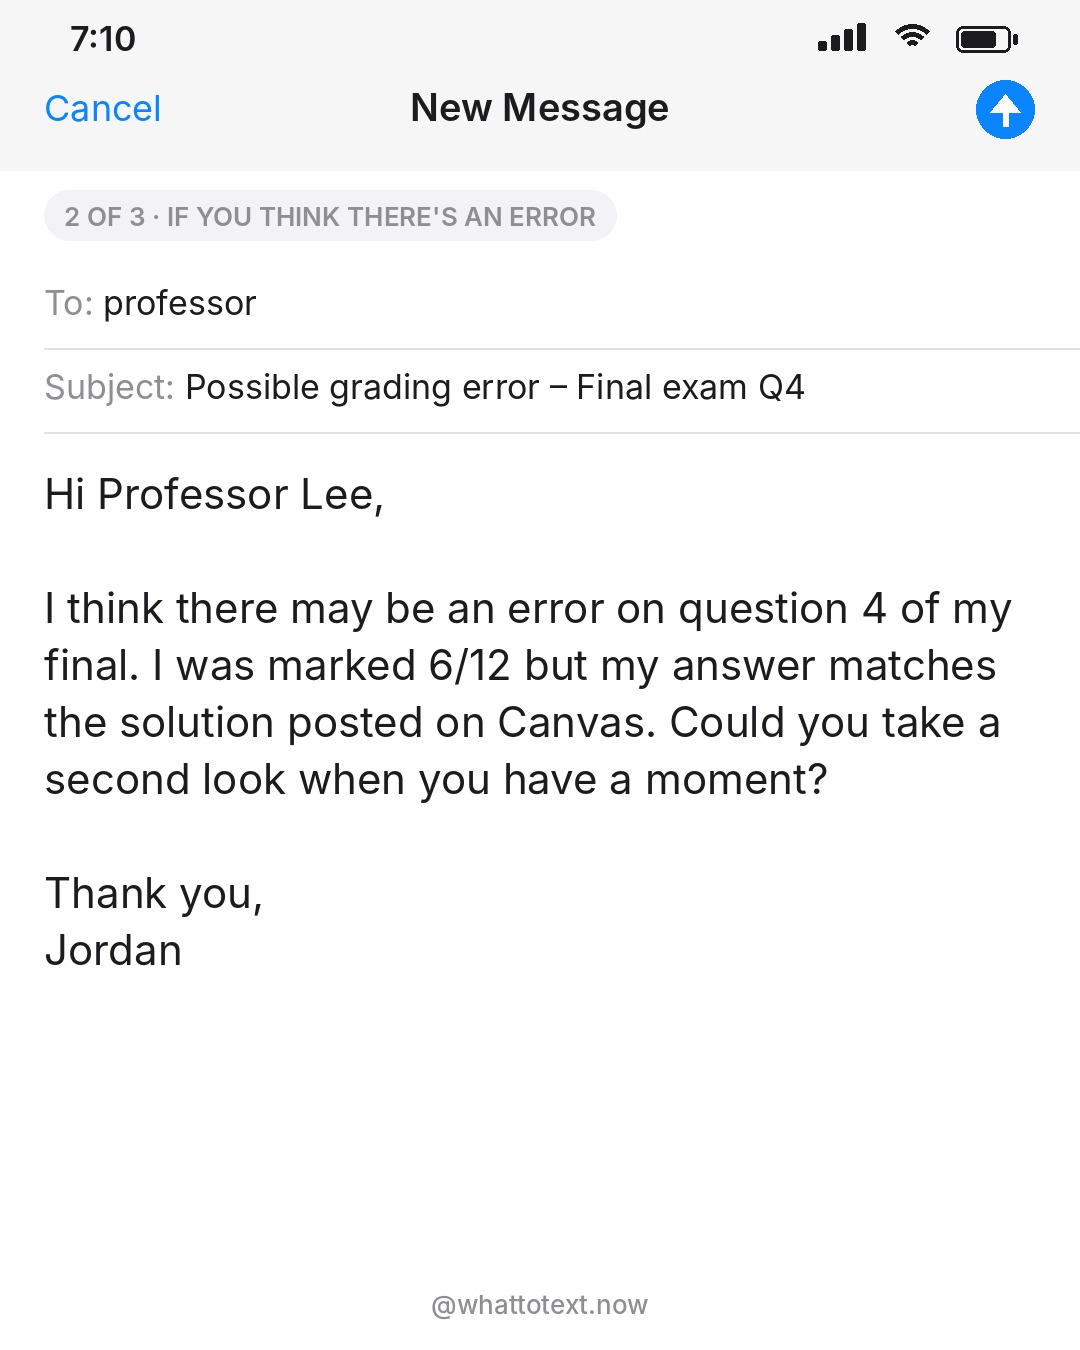 7:10
Cancel
New Message
2 OF 3 · IF YOU THINK THERE'S AN ERROR
To: professor
Subject: Possible grading error – Final exam Q4
Hi Professor Lee,
I think there may be an error on question 4 of my
final. I was marked 6/12 but my answer matches
the solution posted on Canvas. Could you take a
second look when you have a moment?
Thank you,
Jordan
@whattotext.now